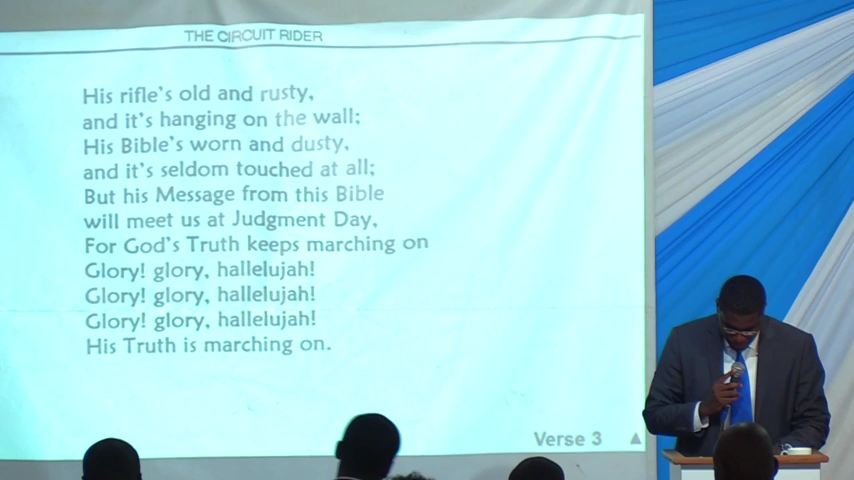 THE CIRCUIT RIDER
His rifle's old and rusty,
and it's hanging on the wall;
His Bible's worn and dusty,
and it's seldom touched at all;
But his Message from this Bible
will meet us at Judgment Day,
For God's Truth keeps marching on
Glory! glory, hallelujah!
Glory! glory, hallelujah!
Glory! glory, hallelujah!
His Truth is marching on.
Verse 3